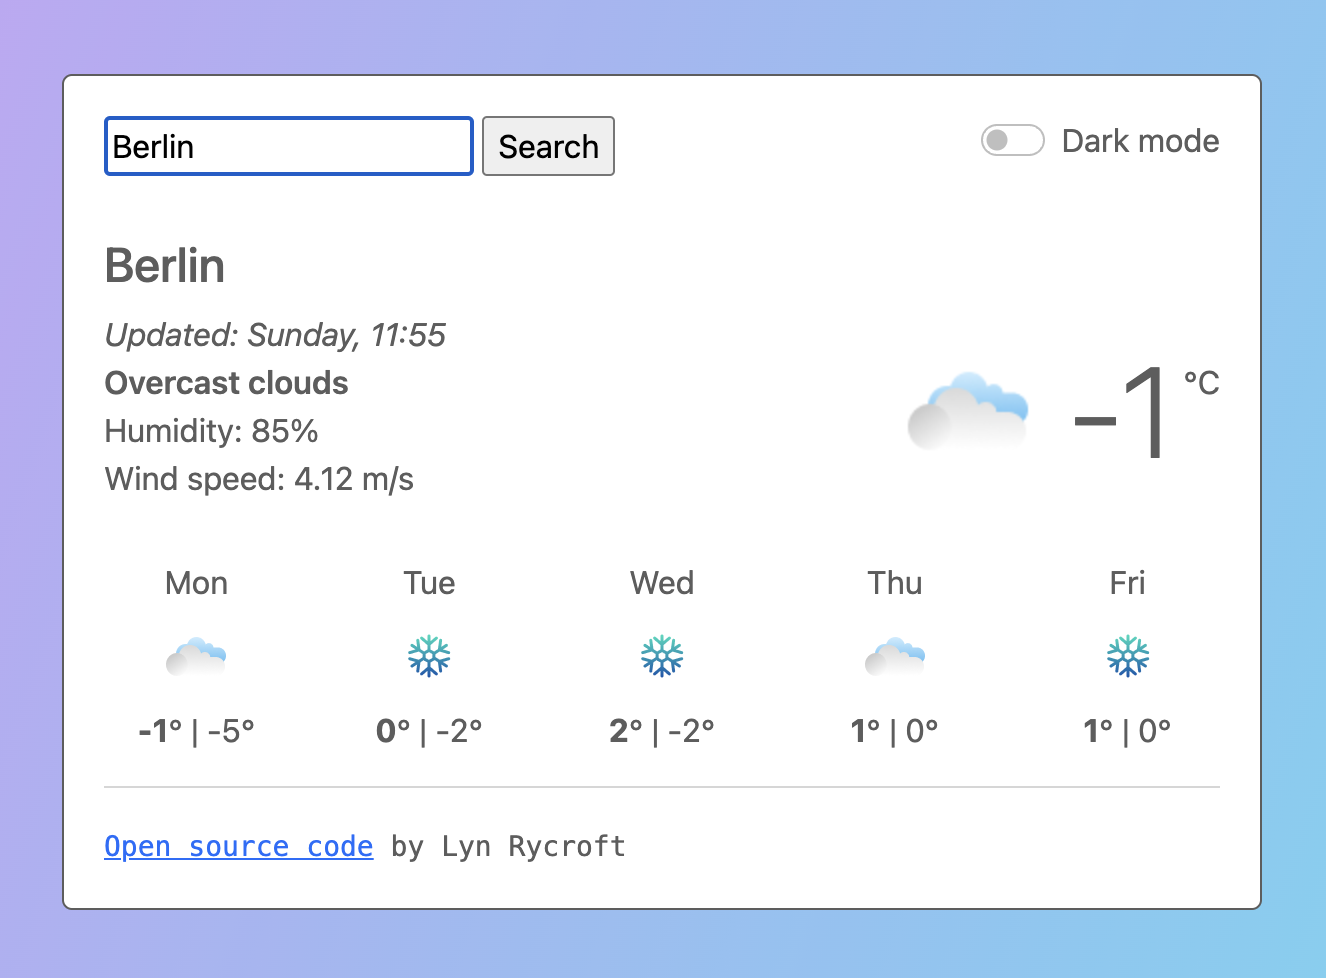 Berlin Search Dark mode
Berlin
Updated: Sunday, 11:55
Overcast clouds
Humidity: 85%
Wind speed: 4.12 m/s
-1 °C
Mon Tue Wed Thu Fri
-1° | -5° 0° | -2° 2° | -2° 1° | 0° 1° | 0°
Open source code by Lyn Rycroft